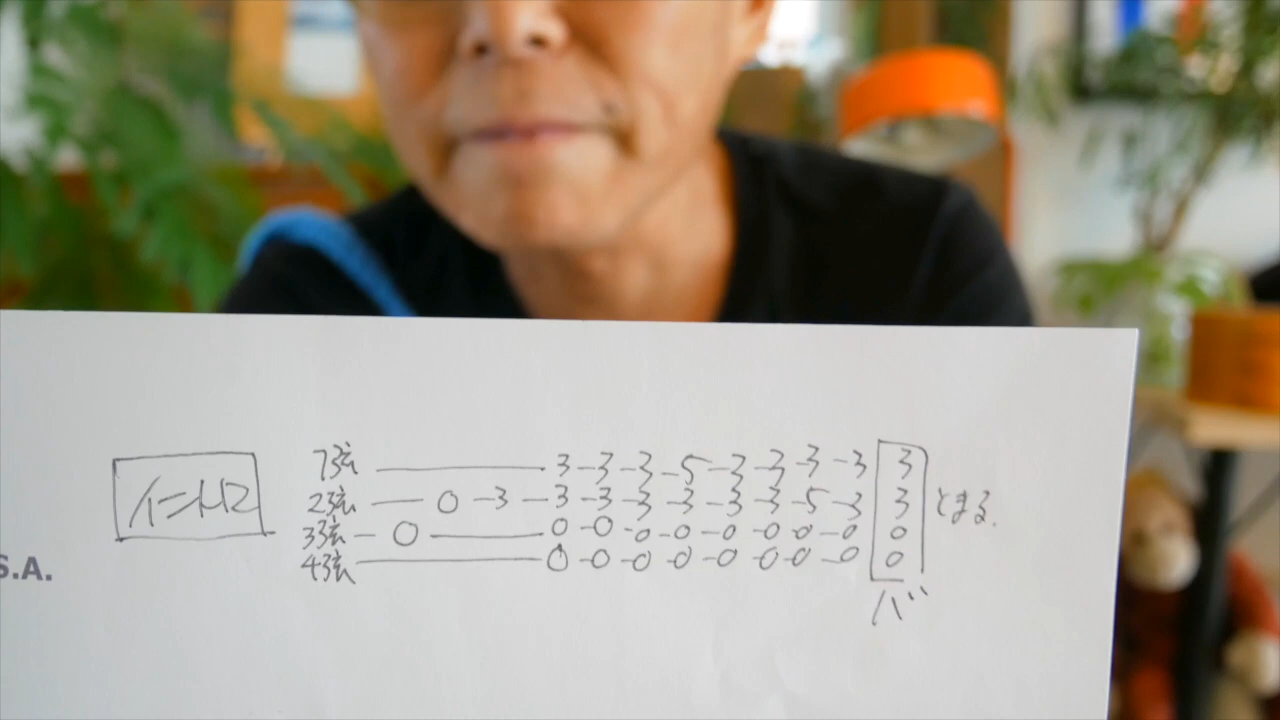 イントロ
1弦 ― 3-3-3-5-3-3-3-3 3
2弦 ― 0-3-3-3-3-3-3-3-5-3 3 とまる.
3弦 ― 0 ― 0-0-0-0-0-0-0-0 0
4弦 ― 0-0-0-0-0-0-0-0 0
バ
S.A.